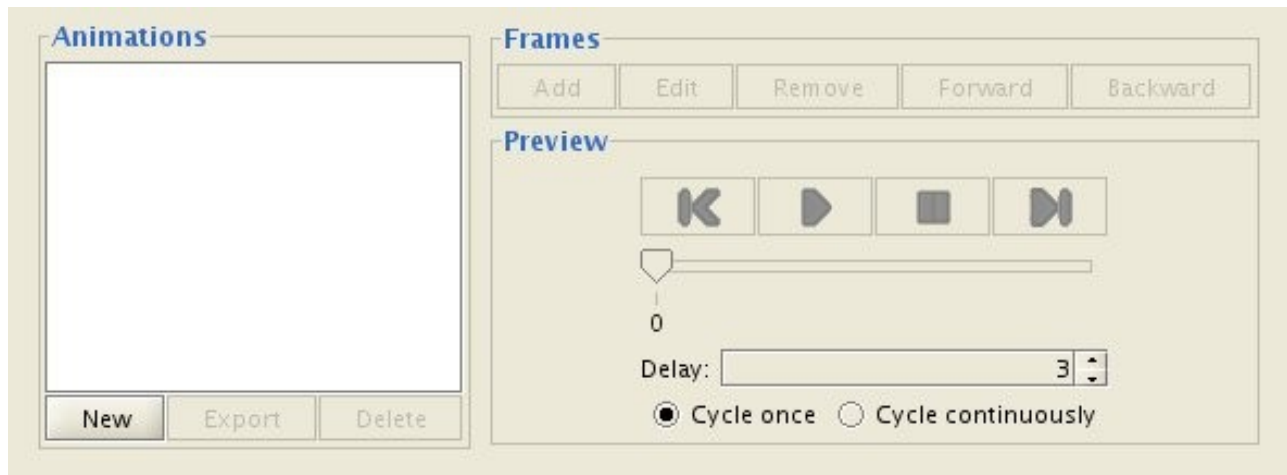 Animations
New Export Delete
Frames
Add Edit Remove Forward Backward
Preview
0
Delay: 3
Cycle once Cycle continuously